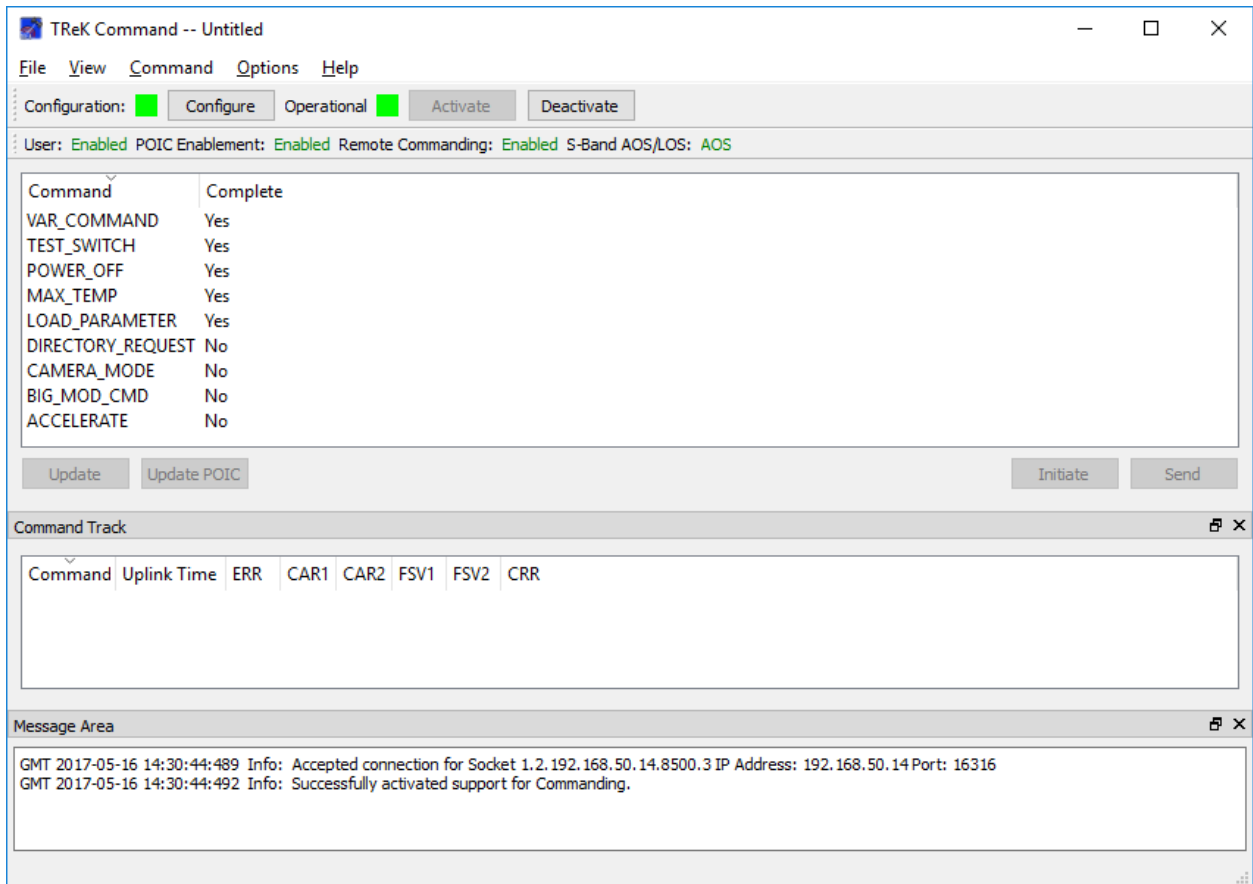 TReK Command -- Untitled
File View Command Options Help
Configuration: Configure Operational Activate Deactivate
User: Enabled POIC Enablement: Enabled Remote Commanding: Enabled S-Band AOS/LOS: AOS
Command Complete
VAR_COMMAND Yes
TEST_SWITCH Yes
POWER_OFF Yes
MAX_TEMP Yes
LOAD_PARAMETER Yes
DIRECTORY_REQUEST No
CAMERA_MODE No
BIG_MOD_CMD No
ACCELERATE No
Update Update POIC Initiate Send
Command Track
Command Uplink Time ERR CAR1 CAR2 FSV1 FSV2 CRR
Message Area
GMT 2017-05-16 14:30:44:489 Info: Accepted connection for Socket 1.2.192.168.50.14.8500.3 IP Address: 192.168.50.14 Port: 16316
GMT 2017-05-16 14:30:44:492 Info: Successfully activated support for Commanding.